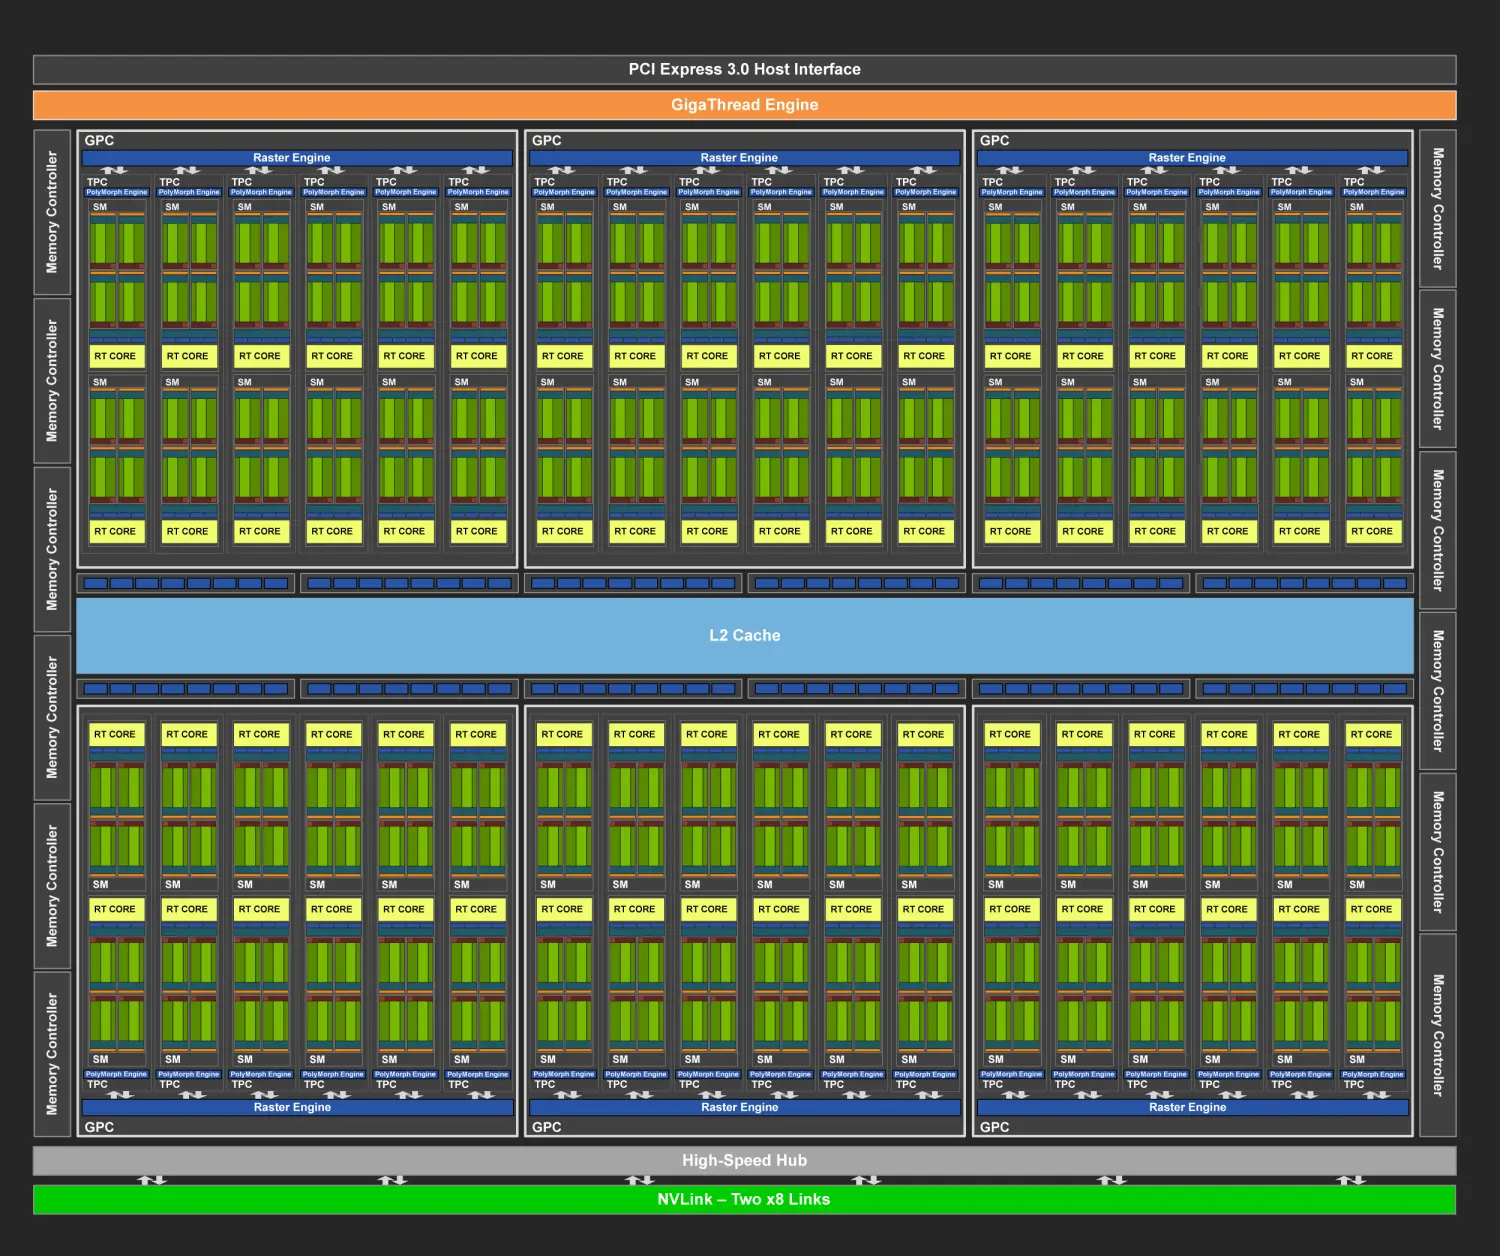 PCI Express 3.0 Host Interface
GigaThread Engine
Memory Controller
Memory Controller
Memory Controller
Memory Controller
Memory Controller
Memory Controller
GPC GPC GPC
Raster Engine Raster Engine Raster Engine
TPC TPC TPC TPC TPC TPC TPC TPC TPC TPC TPC TPC TPC TPC TPC TPC TPC TPC
PolyMorph Engine PolyMorph Engine PolyMorph Engine PolyMorph Engine PolyMorph Engine PolyMorph Engine PolyMorph Engine PolyMorph Engine PolyMorph Engine PolyMorph Engine PolyMorph Engine PolyMorph Engine PolyMorph Engine PolyMorph Engine PolyMorph Engine PolyMorph Engine PolyMorph Engine PolyMorph Engine
SM SM SM SM SM SM SM SM SM SM SM SM SM SM SM SM SM SM
RT CORE RT CORE RT CORE RT CORE RT CORE RT CORE RT CORE RT CORE RT CORE RT CORE RT CORE RT CORE RT CORE RT CORE RT CORE RT CORE RT CORE RT CORE
SM SM SM SM SM SM SM SM SM SM SM SM SM SM SM SM SM SM
RT CORE RT CORE RT CORE RT CORE RT CORE RT CORE RT CORE RT CORE RT CORE RT CORE RT CORE RT CORE RT CORE RT CORE RT CORE RT CORE RT CORE RT CORE
L2 Cache
RT CORE RT CORE RT CORE RT CORE RT CORE RT CORE RT CORE RT CORE RT CORE RT CORE RT CORE RT CORE RT CORE RT CORE RT CORE RT CORE RT CORE RT CORE
SM SM SM SM SM SM SM SM SM SM SM SM SM SM SM SM SM SM
RT CORE RT CORE RT CORE RT CORE RT CORE RT CORE RT CORE RT CORE RT CORE RT CORE RT CORE RT CORE RT CORE RT CORE RT CORE RT CORE RT CORE RT CORE
SM SM SM SM SM SM SM SM SM SM SM SM SM SM SM SM SM SM
PolyMorph Engine PolyMorph Engine PolyMorph Engine PolyMorph Engine PolyMorph Engine PolyMorph Engine PolyMorph Engine PolyMorph Engine PolyMorph Engine PolyMorph Engine PolyMorph Engine PolyMorph Engine PolyMorph Engine PolyMorph Engine PolyMorph Engine PolyMorph Engine PolyMorph Engine PolyMorph Engine
TPC TPC TPC TPC TPC TPC TPC TPC TPC TPC TPC TPC TPC TPC TPC TPC TPC TPC
Raster Engine Raster Engine Raster Engine
GPC GPC GPC
Memory Controller
Memory Controller
Memory Controller
Memory Controller
Memory Controller
Memory Controller
High-Speed Hub
NVLink – Two x8 Links